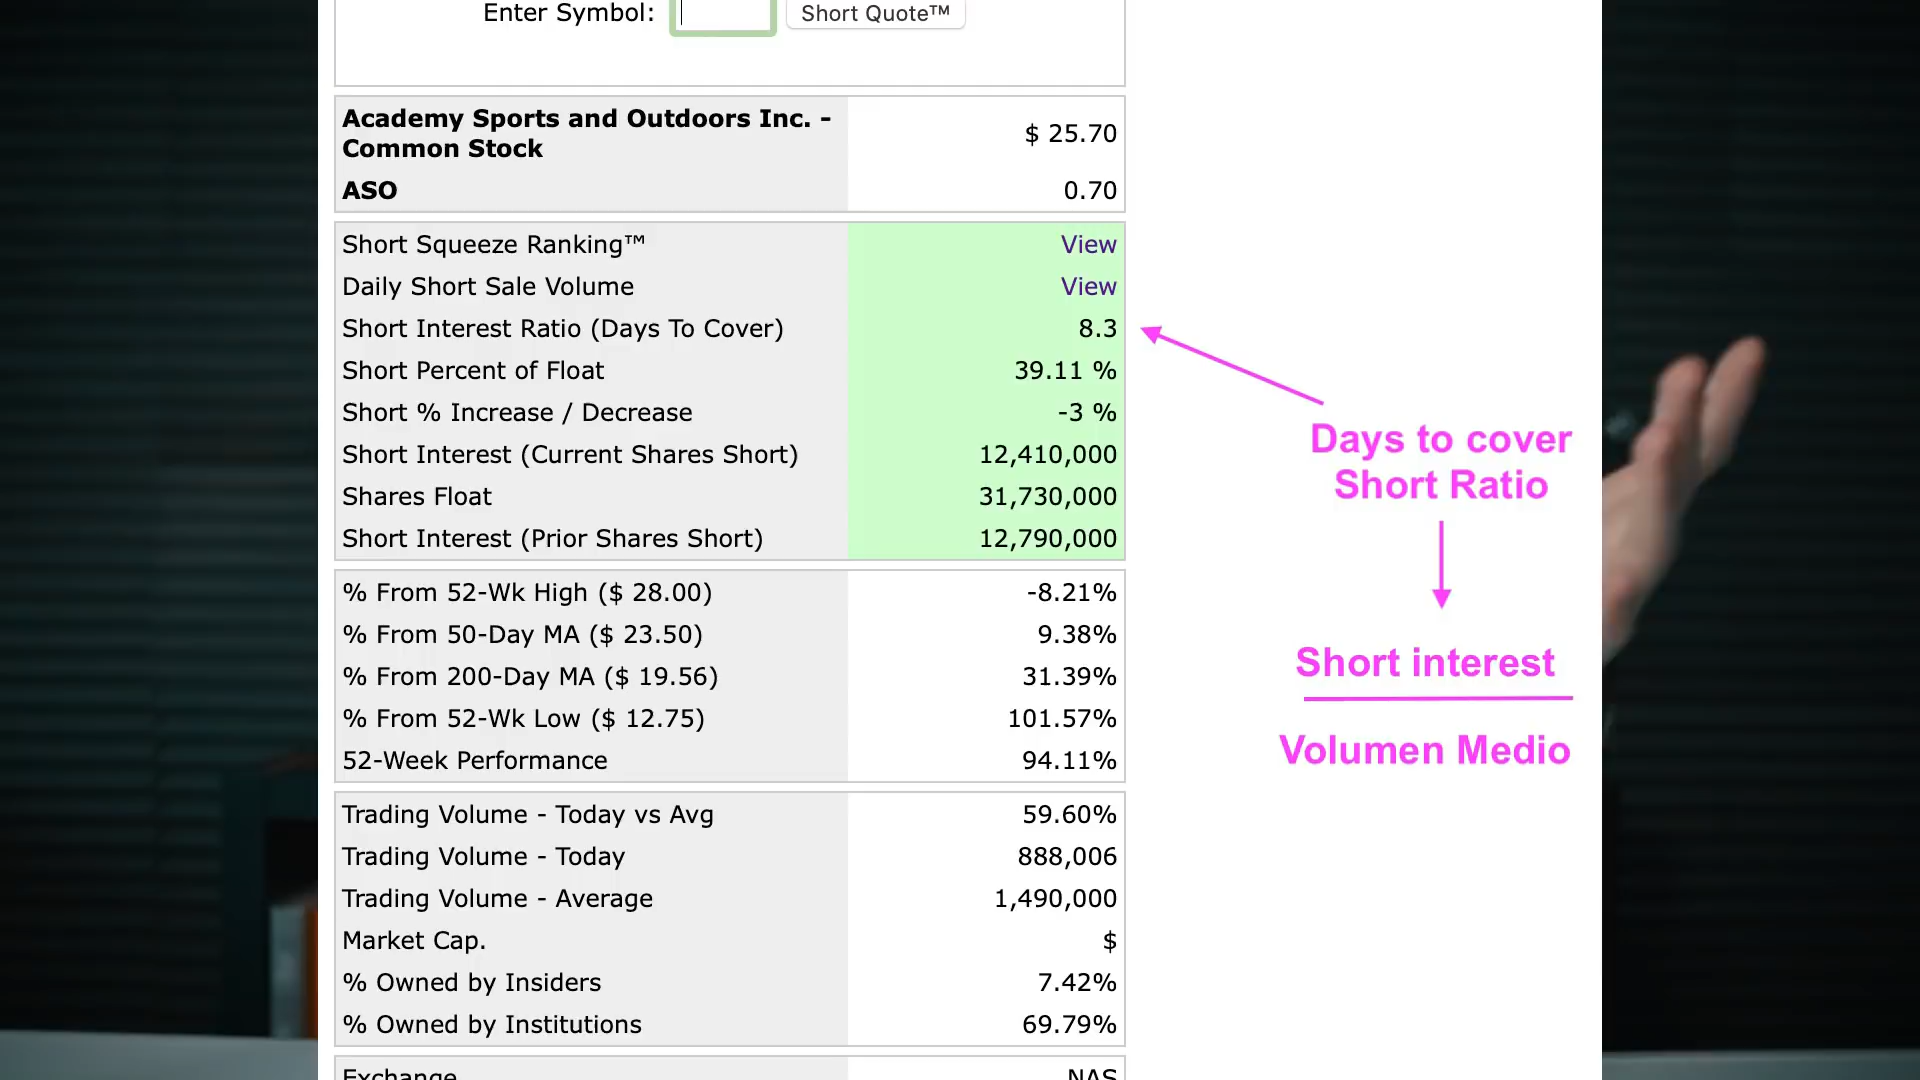 Enter Symbol: Short Quote™
Academy Sports and Outdoors Inc. -
Common Stock
$ 25.70
ASO 0.70
Short Squeeze Ranking™ View
Daily Short Sale Volume View
Short Interest Ratio (Days To Cover) 8.3
Short Percent of Float 39.11 %
Short % Increase / Decrease -3 %
Short Interest (Current Shares Short) 12,410,000
Shares Float 31,730,000
Short Interest (Prior Shares Short) 12,790,000
% From 52-Wk High ($ 28.00) -8.21%
% From 50-Day MA ($ 23.50) 9.38%
% From 200-Day MA ($ 19.56) 31.39%
% From 52-Wk Low ($ 12.75) 101.57%
52-Week Performance 94.11%
Trading Volume - Today vs Avg 59.60%
Trading Volume - Today 888,006
Trading Volume - Average 1,490,000
Market Cap. $
% Owned by Insiders 7.42%
% Owned by Institutions 69.79%
Exchange NAS
Days to cover
Short Ratio
Short interest
Volumen Medio